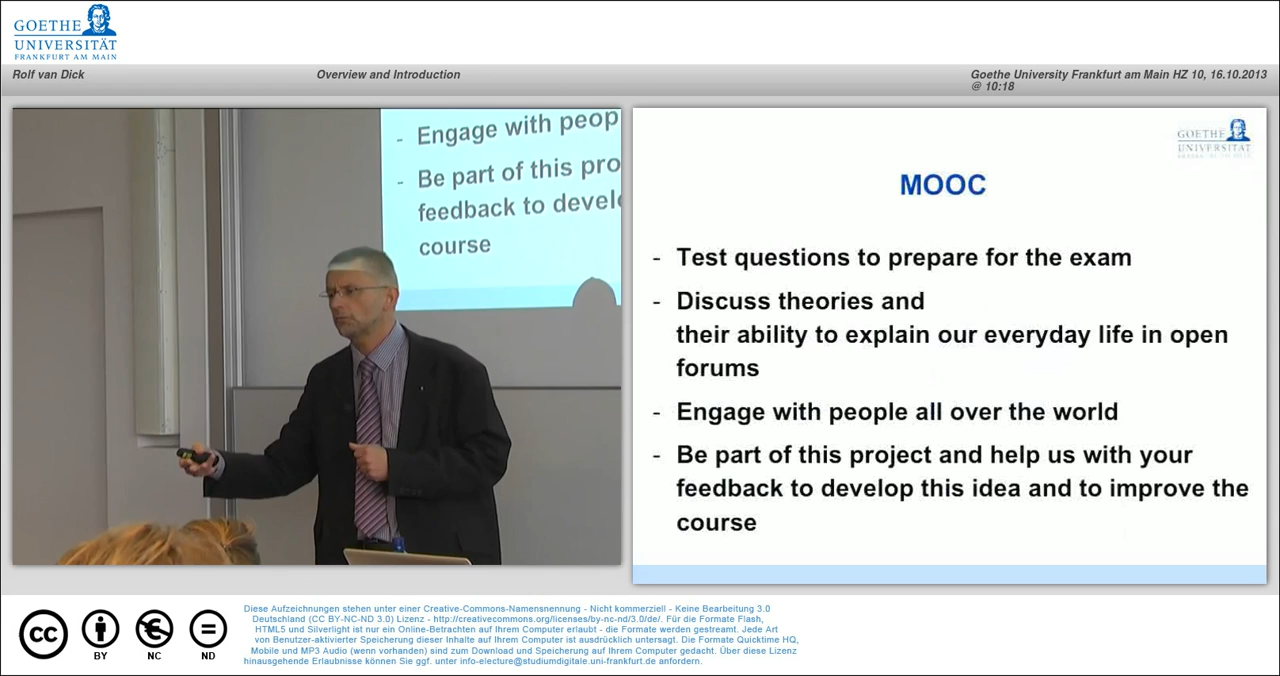 GOETHE
UNIVERSITÄT
FRANKFURT AM MAIN
Rolf van Dick
Overview and Introduction
Goethe University Frankfurt am Main HZ 10, 16.10.2013
@ 10:18
- Engage with peop
- Be part of this pro
feedback to develo
course
GOETHE
UNIVERSITÄT
MOOC
- Test questions to prepare for the exam
- Discuss theories and
their ability to explain our everyday life in open
forums
- Engage with people all over the world
- Be part of this project and help us with your
feedback to develop this idea and to improve the
course
cc
BY
NC
ND
Diese Aufzeichnungen stehen unter einer Creative-Commons-Namensnennung - Nicht kommerziell - Keine Bearbeitung 3.0
Deutschland (CC BY-NC-ND 3.0) Lizenz - http://creativecommons.org/licenses/by-nc-nd/3.0/de/. Für die Formate Flash,
HTML5 und Silverlight ist nur ein Online-Betrachten auf Ihrem Computer erlaubt - die Formate werden gestreamt. Jede Art
von Benutzer-aktivierter Speicherung dieser Inhalte auf Ihrem Computer ist ausdrücklich untersagt. Die Formate Quicktime HQ,
Mobile und MP3 Audio (wenn vorhanden) sind zum Download und Speicherung auf Ihrem Computer gedacht. Über diese Lizenz
hinausgehende Erlaubnisse können Sie ggf. unter info-electure@studiumdigitale.uni-frankfurt.de anfordern.